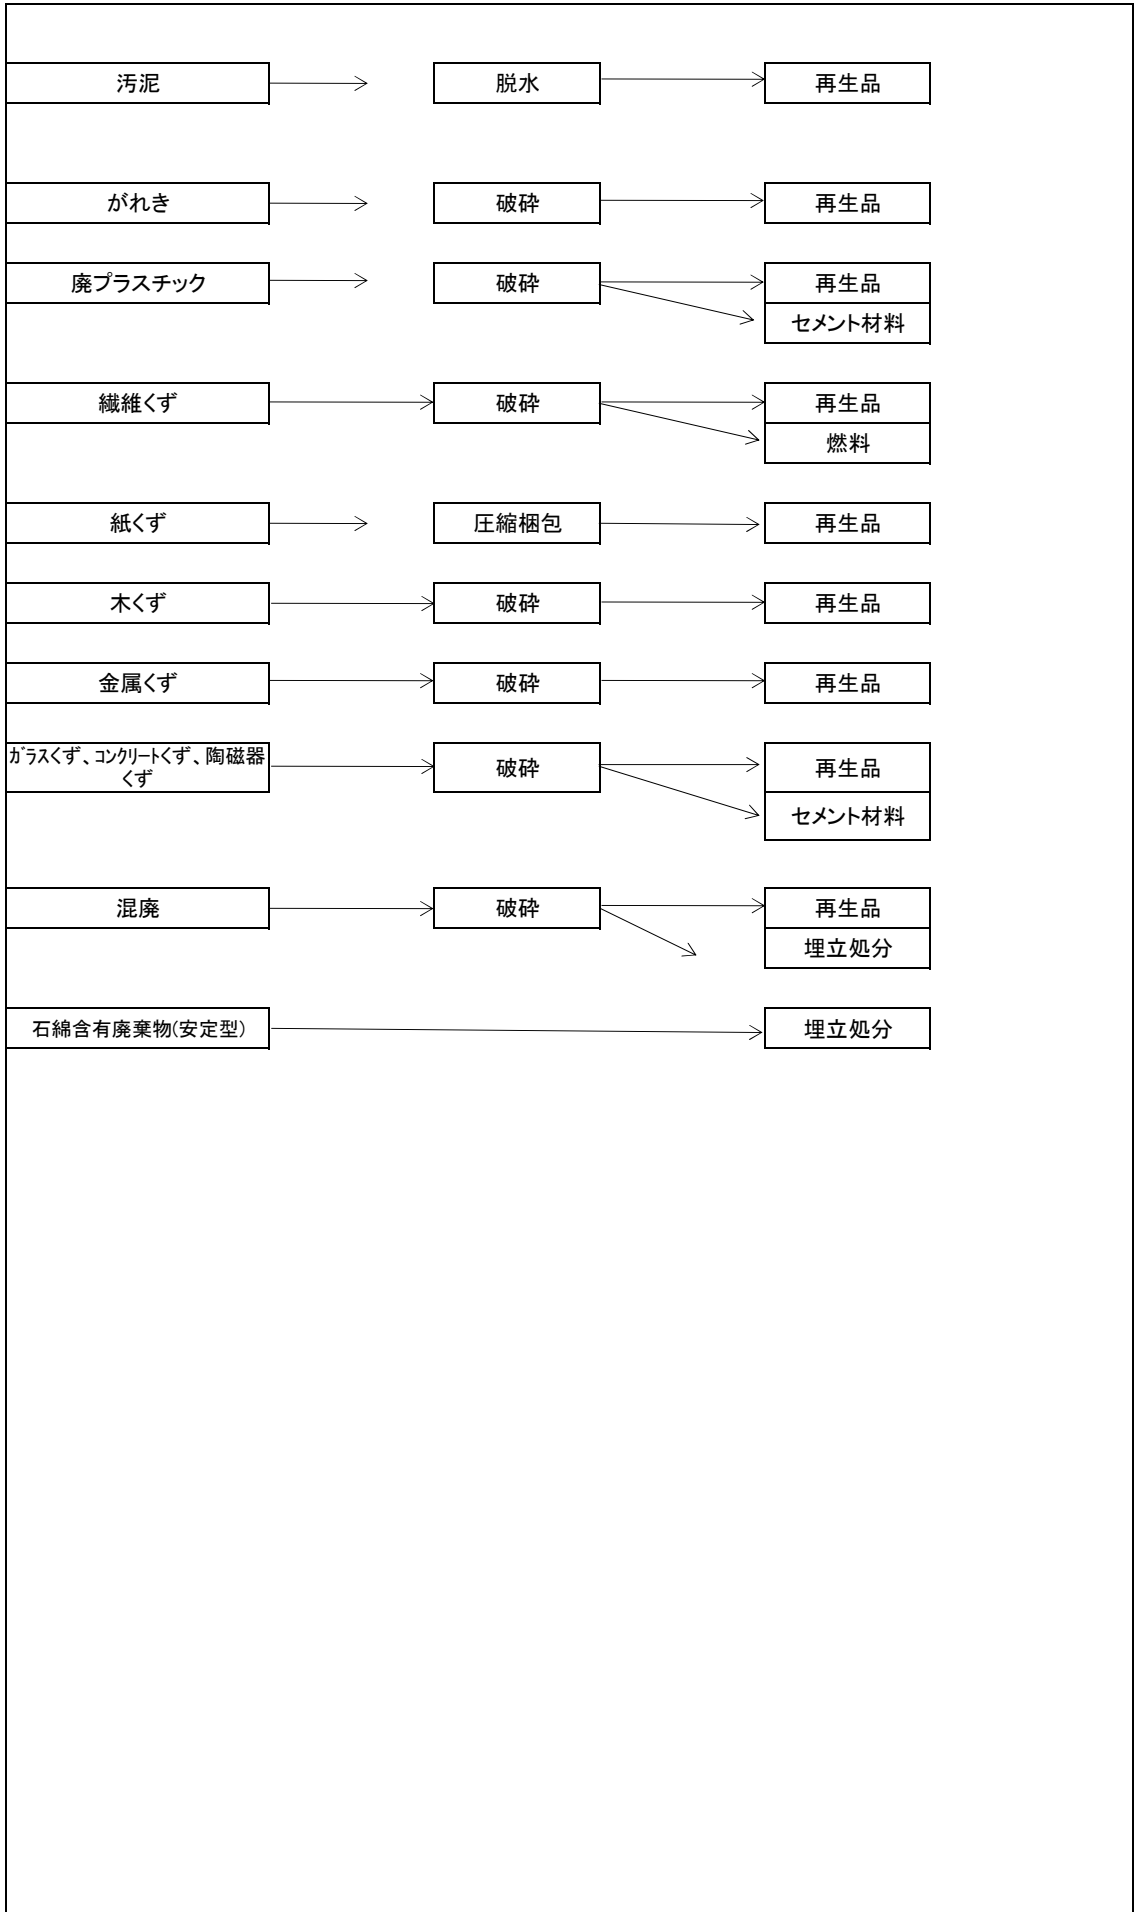 汚泥 脱水 再生品
がれき 破砕 再生品
廃プラスチック 破砕 再生品
セメント材料
繊維くず 破砕 再生品
燃料
紙くず 圧縮梱包 再生品
木くず 破砕 再生品
金属くず 破砕 再生品
ｶﾞﾗｽくず、ｺﾝｸﾘｰﾄくず、陶磁器
くず 破砕 再生品
セメント材料
混廃 破砕 再生品
埋立処分
石綿含有廃棄物(安定型) 埋立処分